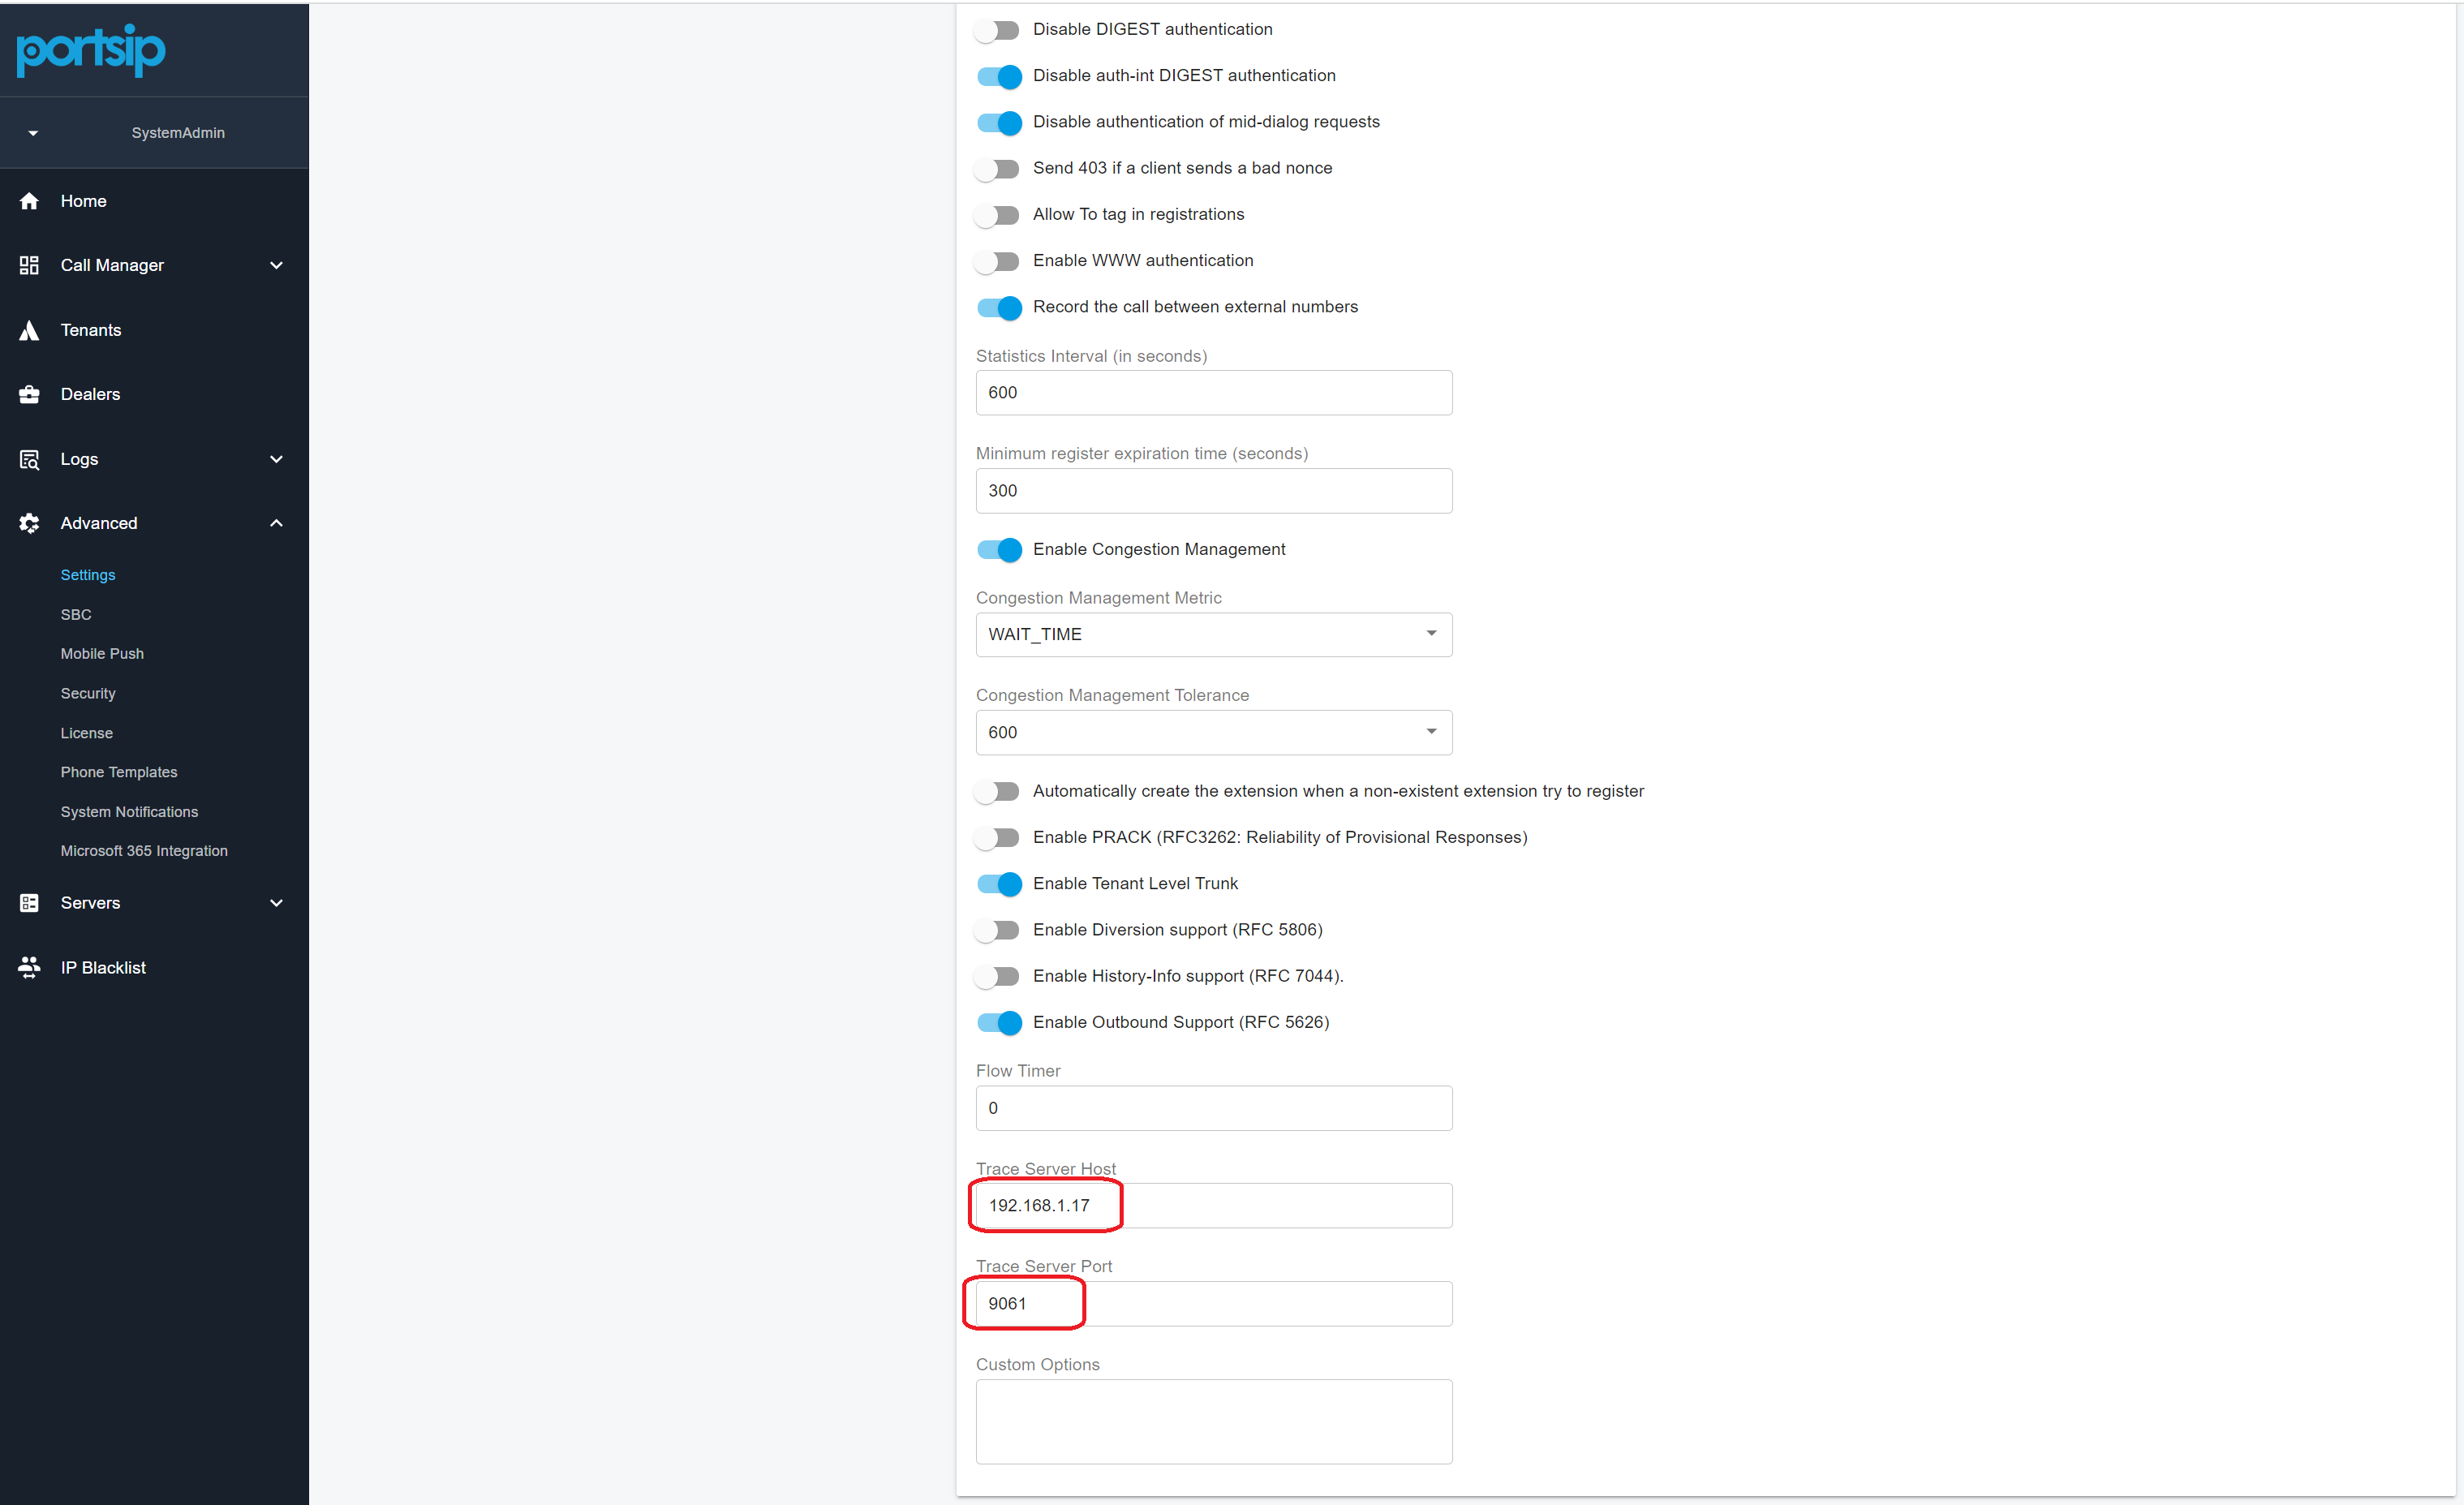 portsip
SystemAdmin
Home
Call Manager
Tenants
Dealers
Logs
Advanced
Settings
SBC
Mobile Push
Security
License
Phone Templates
System Notifications
Microsoft 365 Integration
Servers
IP Blacklist
Disable DIGEST authentication
Disable auth-int DIGEST authentication
Disable authentication of mid-dialog requests
Send 403 if a client sends a bad nonce
Allow To tag in registrations
Enable WWW authentication
Record the call between external numbers
Statistics Interval (in seconds)
600
Minimum register expiration time (seconds)
300
Enable Congestion Management
Congestion Management Metric
WAIT_TIME
Congestion Management Tolerance
600
Automatically create the extension when a non-existent extension try to register
Enable PRACK (RFC3262: Reliability of Provisional Responses)
Enable Tenant Level Trunk
Enable Diversion support (RFC 5806)
Enable History-Info support (RFC 7044).
Enable Outbound Support (RFC 5626)
Flow Timer
0
Trace Server Host
192.168.1.17
Trace Server Port
9061
Custom Options